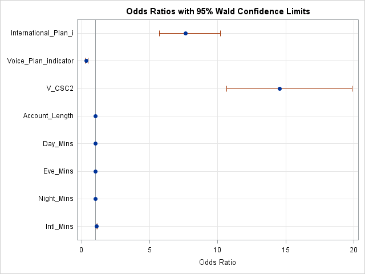 Odds Ratios with 95% Wald Confidence Limits
International_Plan_i
Voice_Plan_indicator
V_CSC2
Account_Length
Day_Mins
Eve_Mins
Night_Mins
Intl_Mins
0 5 10 15 20
Odds Ratio